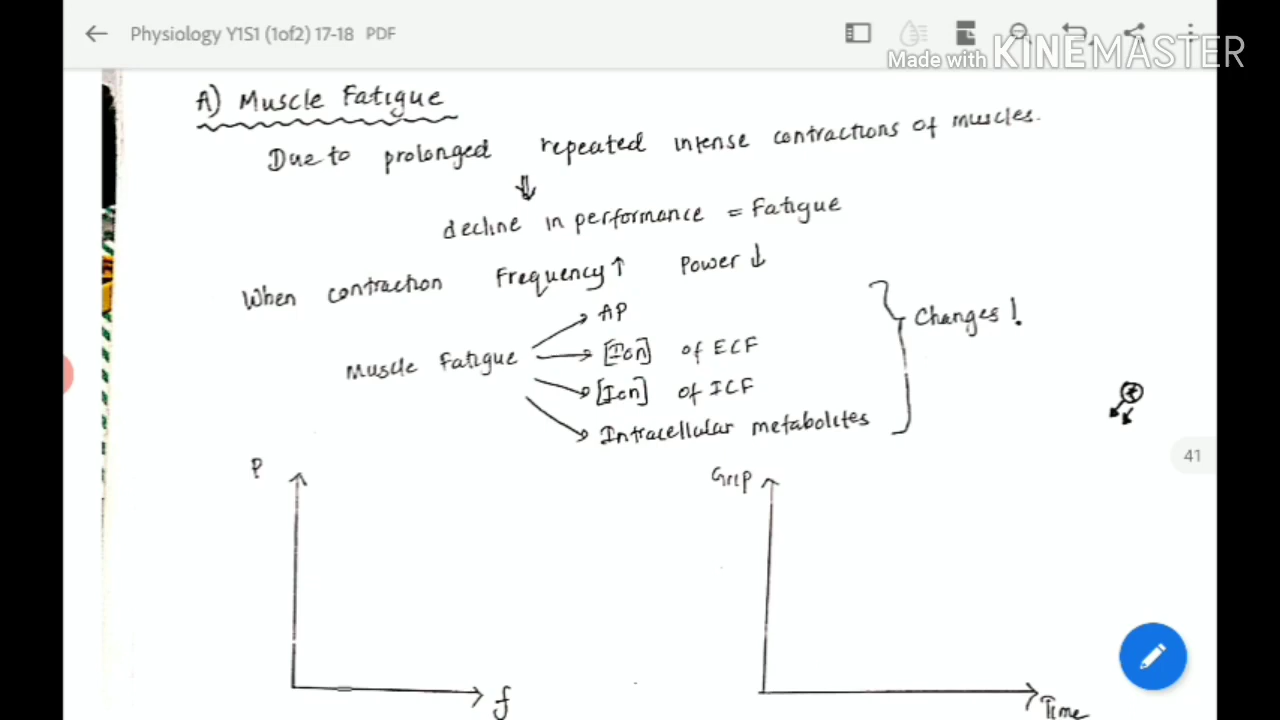 Physiology Y1S1 (1of2) 17-18 PDF
Made with KINEMASTER
A) Muscle Fatigue
Due to prolonged repeated intense contractions of muscles.
⇓
decline in performance = Fatigue
When contraction Frequency↑ Power↓
Muscle Fatigue
→ AP
→ [Ion] of ECF
→ [Ion] of ICF
→ Intracellular metabolites
} Changes!
41
P
f
Grip
Time